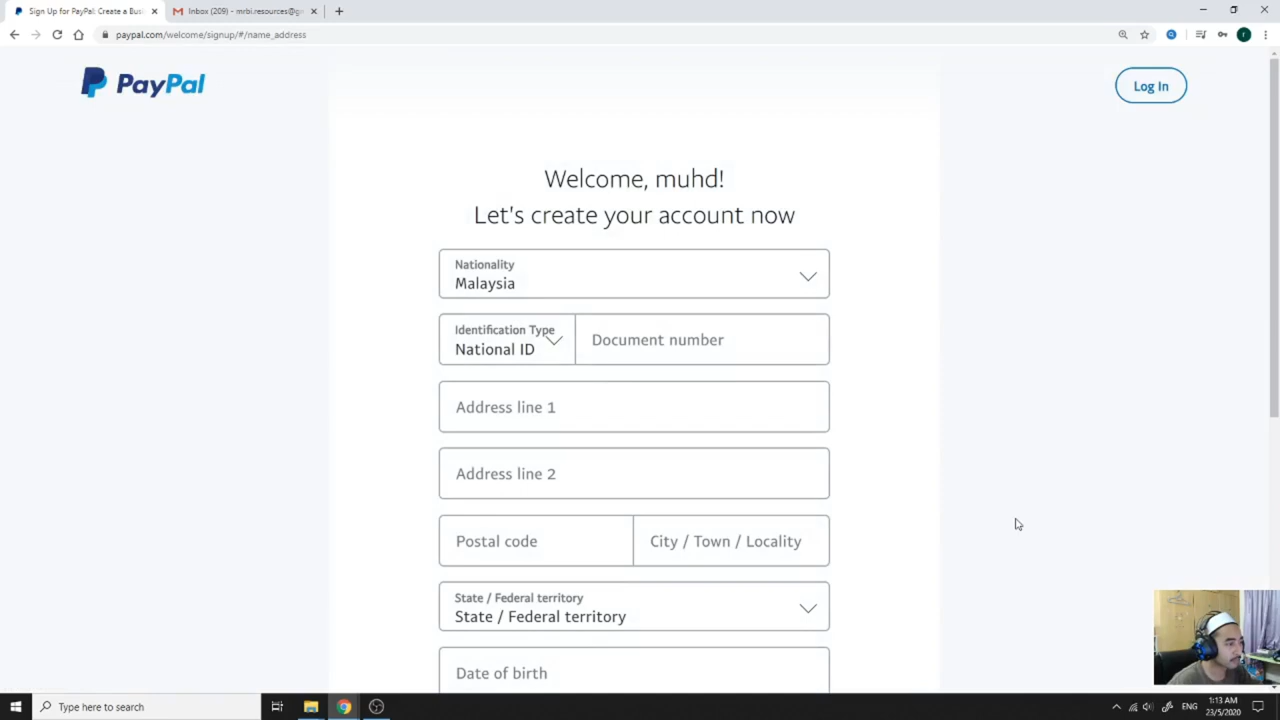 Sign Up for PayPal: Create a Busi
Inbox (209) - mrbi.resources@g
paypal.com/welcome/signup/#/name_address
PayPal
Log In
Welcome, muhd!
Let's create your account now
Nationality
Malaysia
Identification Type
National ID
Document number
Address line 1
Address line 2
Postal code
City / Town / Locality
State / Federal territory
State / Federal territory
Date of birth
Type here to search
ENG
1:13 AM
23/5/2020